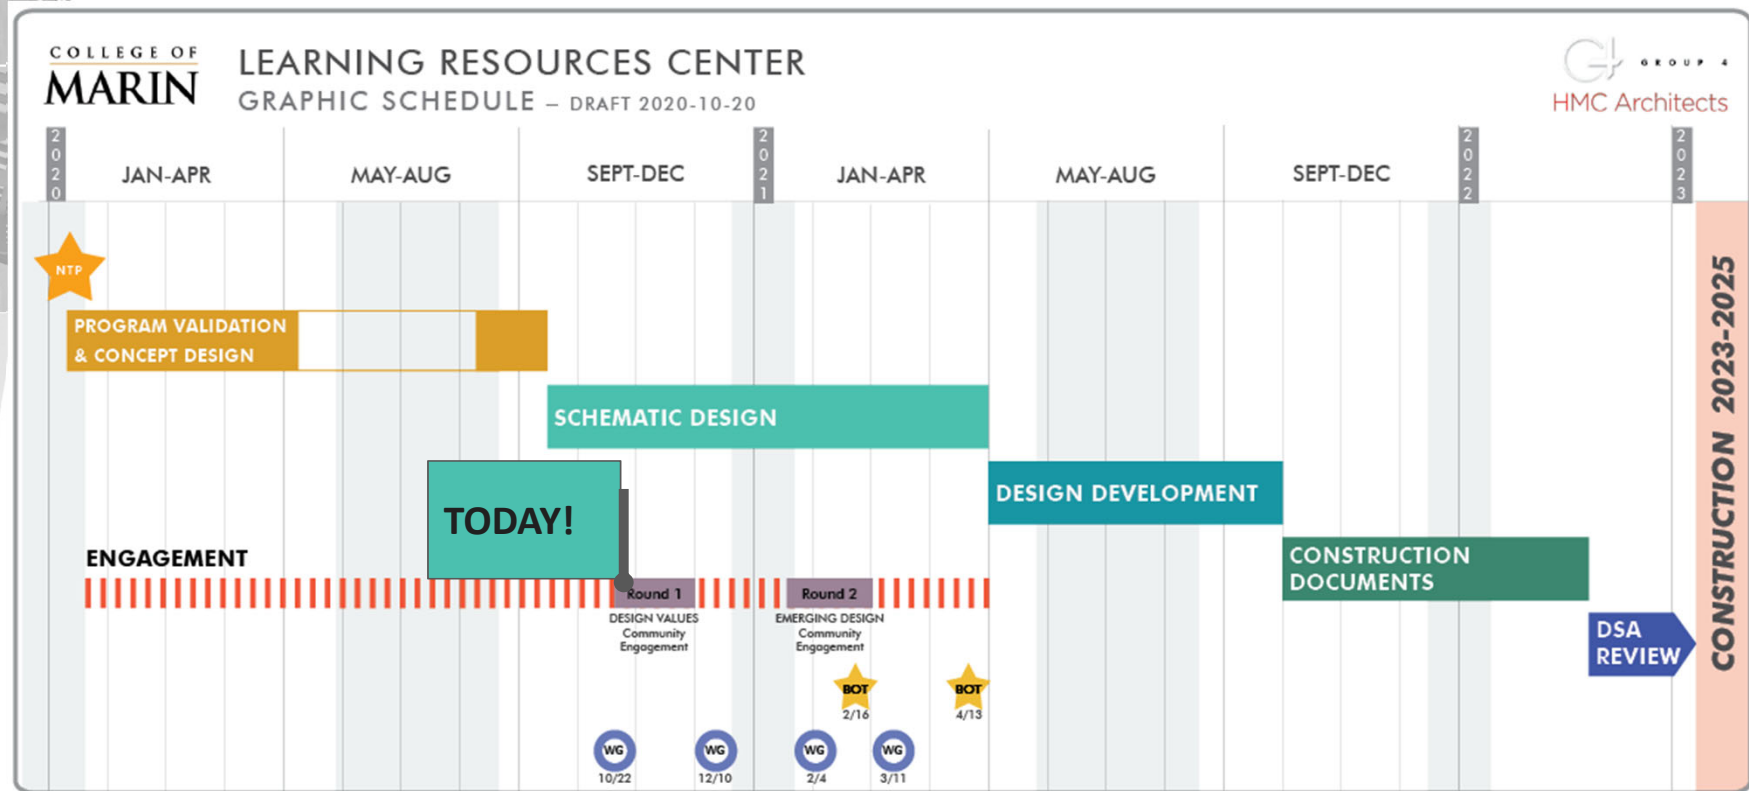 COLLEGE OF
MARIN
LEARNING RESOURCES CENTER
GRAPHIC SCHEDULE – DRAFT 2020-10-20
GROUP 4
HMC Architects
2020
JAN-APR
MAY-AUG
SEPT-DEC
2021
JAN-APR
MAY-AUG
SEPT-DEC
2022
2023
NTP
PROGRAM VALIDATION
& CONCEPT DESIGN
SCHEMATIC DESIGN
TODAY!
DESIGN DEVELOPMENT
ENGAGEMENT
CONSTRUCTION
DOCUMENTS
Round 1
DESIGN VALUES
Community
Engagement
Round 2
EMERGING DESIGN
Community
Engagement
DSA
REVIEW
CONSTRUCTION 2023-2025
BOT
2/16
BOT
4/13
WG
10/22
WG
12/10
WG
2/4
WG
3/11